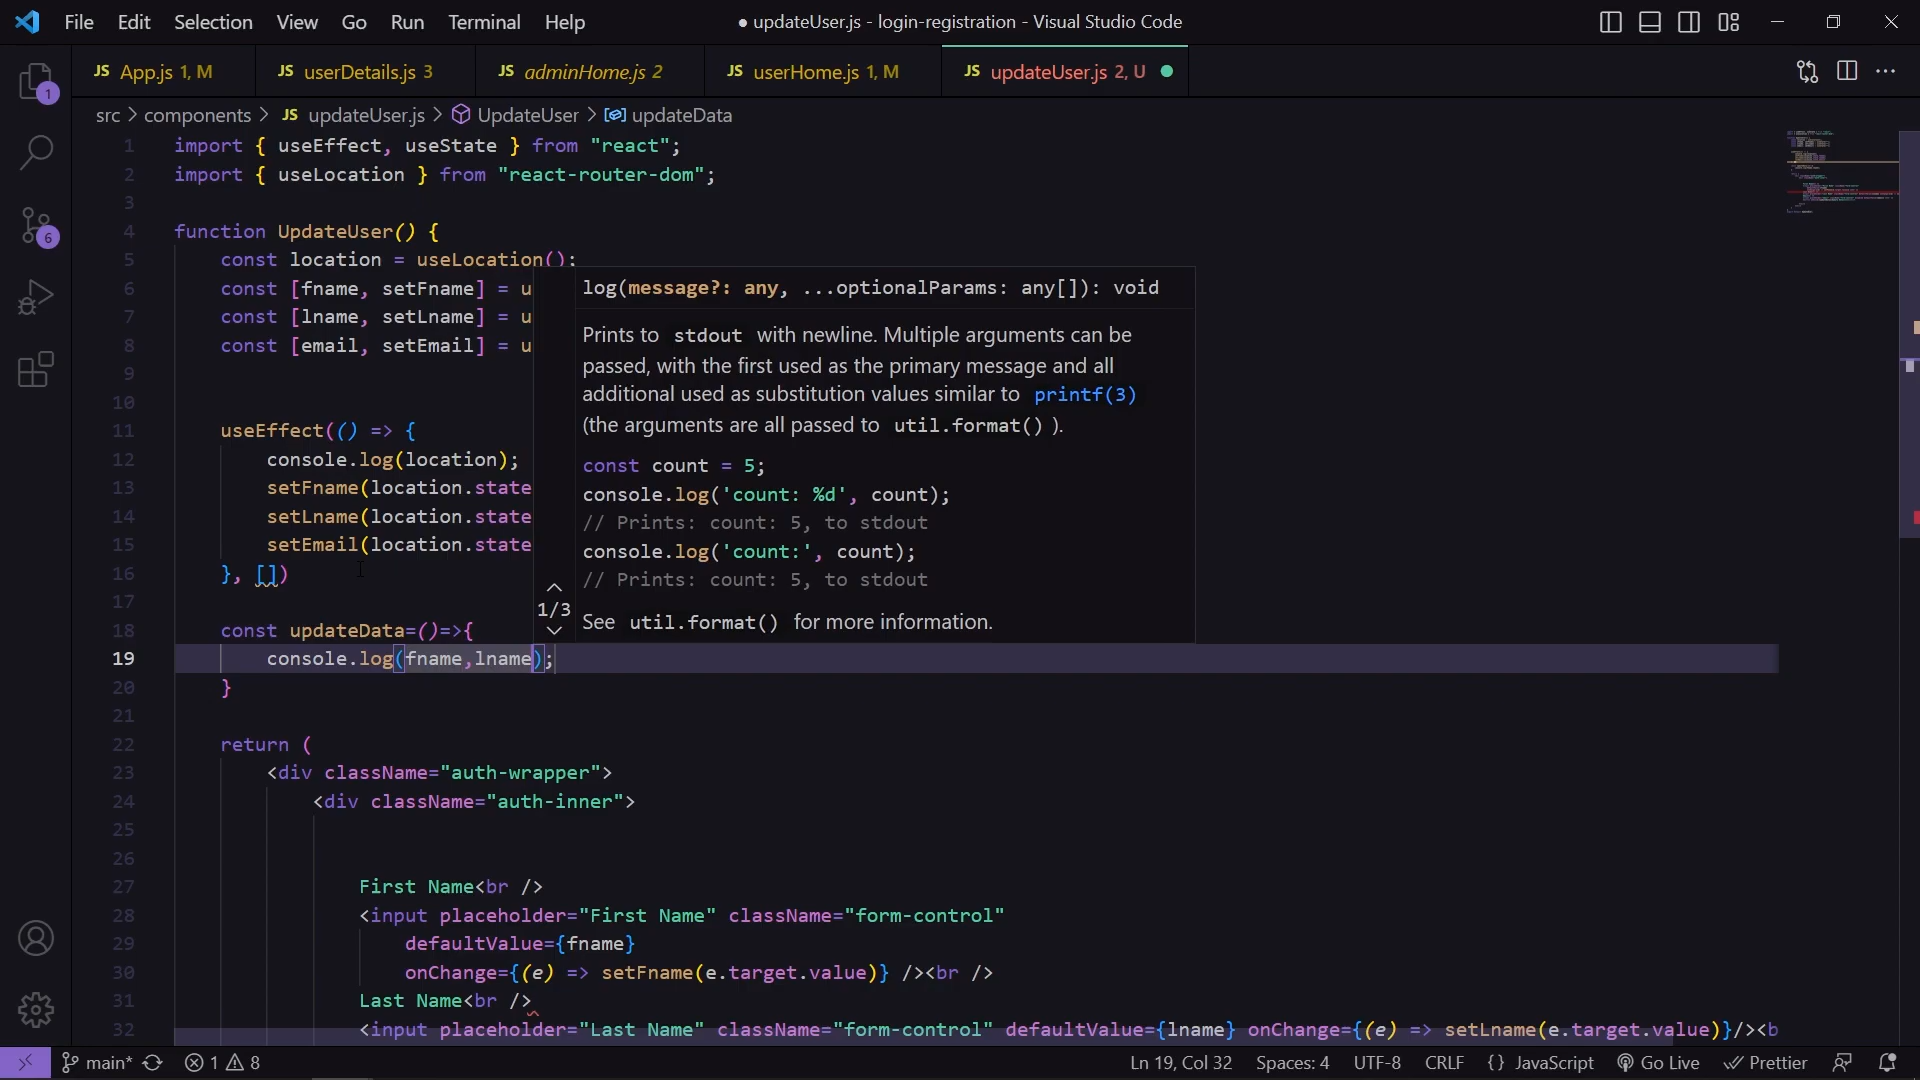 File Edit Selection View Go Run Terminal Help
● updateUser.js - login-registration - Visual Studio Code
JS App.js 1, M
JS userDetails.js 3
JS adminHome.js 2
JS userHome.js 1, M
JS updateUser.js 2, U
1
src > components > JS updateUser.js > UpdateUser > updateData
1 import { useEffect, useState } from "react";
2 import { useLocation } from "react-router-dom";
3
4 function UpdateUser() {
5 const location = useLocation();
6 const [fname, setFname] = u
7 const [lname, setLname] = u
8 const [email, setEmail] = u
9
10
11 useEffect(() => {
12 console.log(location);
13 setFname(location.state
14 setLname(location.state
15 setEmail(location.state
16 }, [])
17
18 const updateData=()=>{
19 console.log(fname,lname);
20 }
21
22 return (
23 <div className="auth-wrapper">
24 <div className="auth-inner">
25
26
27 First Name<br />
28 <input placeholder="First Name" className="form-control"
29 defaultValue={fname}
30 onChange={(e) => setFname(e.target.value)} /><br />
31 Last Name<br />
32 <input placeholder="Last Name" className="form-control" defaultValue={lname} onChange={(e) => setLname(e.target.value)}/><b
log(message?: any, ...optionalParams: any[]): void
Prints to stdout with newline. Multiple arguments can be
passed, with the first used as the primary message and all
additional used as substitution values similar to printf(3)
(the arguments are all passed to util.format() ).
const count = 5;
console.log('count: %d', count);
// Prints: count: 5, to stdout
console.log('count:', count);
// Prints: count: 5, to stdout
1/3
See util.format() for more information.
6
main* 1 8
Ln 19, Col 32 Spaces: 4 UTF-8 CRLF {} JavaScript Go Live Prettier